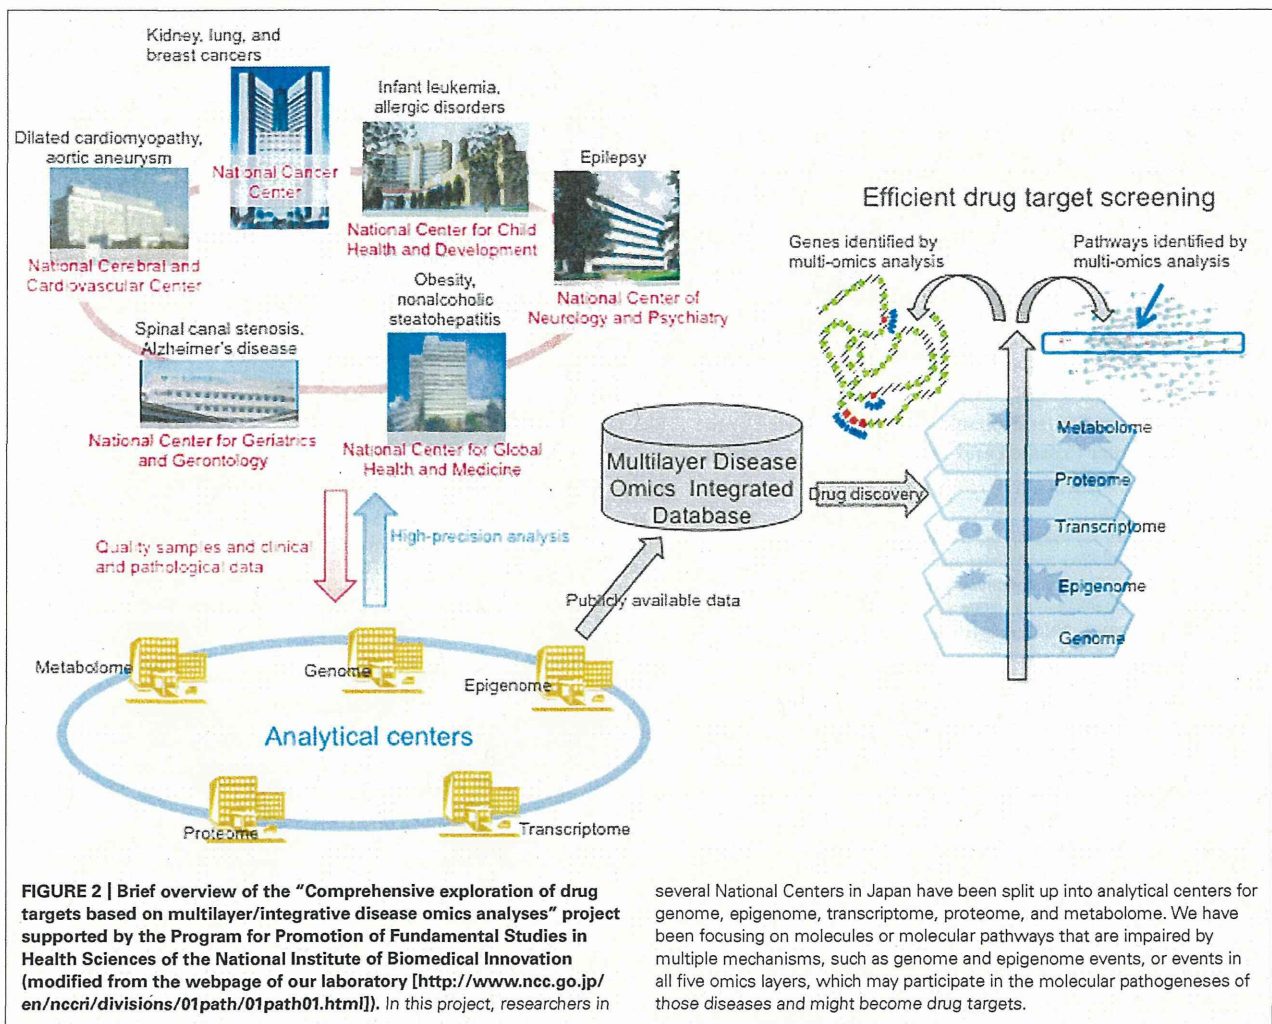 Kidney, lung, and
breast cancers
National Cancer
Center
Infant leukemia,
allergic disorders
National Center for Child
Health and Development
Dilated cardiomyopathy,
aortic aneurysm
National Cerebral and
Cardiovascular Center
Epilepsy
National Center of
Neurology and Psychiatry
Spinal canal stenosis,
Alzheimer's disease
National Center for Geriatrics
and Gerontology
Obesity,
nonalcoholic
steatohepatitis
National Center for Global
Health and Medicine
Quality samples and clinical
and pathological data
High-precision analysis
Metabolome
Genome
Epigenome
Analytical centers
Proteome
Transcriptome
Publicly available data
Multilayer Disease
Omics Integrated
Database
Drug discovery
Efficient drug target screening
Genes identified by
multi-omics analysis
Pathways identified by
multi-omics analysis
Metabolome
Proteome
Transcriptome
Epigenome
Genome
FIGURE 2 | Brief overview of the "Comprehensive exploration of drug
targets based on multilayer/integrative disease omics analyses" project
supported by the Program for Promotion of Fundamental Studies in
Health Sciences of the National Institute of Biomedical Innovation
(modified from the webpage of our laboratory [http://www.ncc.go.jp/
en/nccri/divisions/01path/01path01.html]). In this project, researchers in
several National Centers in Japan have been split up into analytical centers for
genome, epigenome, transcriptome, proteome, and metabolome. We have
been focusing on molecules or molecular pathways that are impaired by
multiple mechanisms, such as genome and epigenome events, or events in
all five omics layers, which may participate in the molecular pathogeneses of
those diseases and might become drug targets.